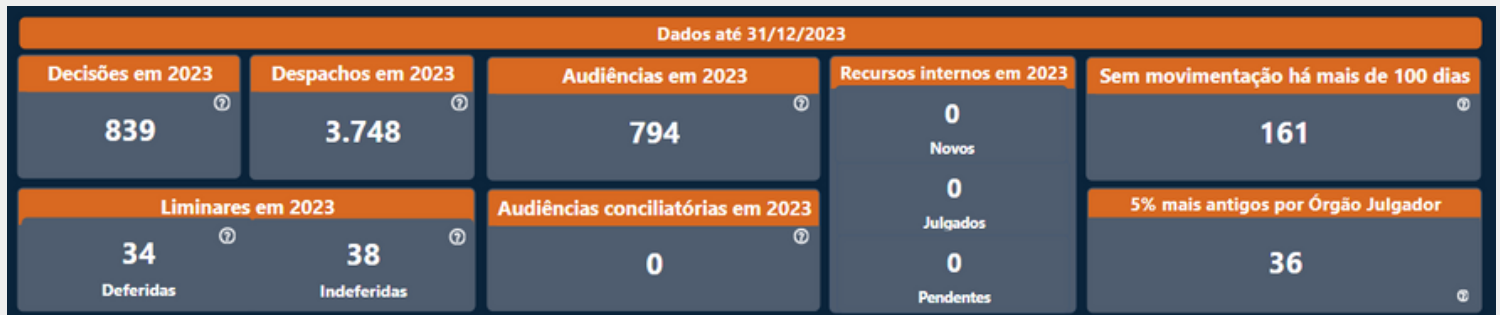 Dados até 31/12/2023
Decisões em 2023
839
Despachos em 2023
3.748
Audiências em 2023
794
Recursos internos em 2023
0
Novos
0
Julgados
0
Pendentes
Sem movimentação há mais de 100 dias
161
Liminares em 2023
34
Deferidas
38
Indeferidas
Audiências conciliatórias em 2023
0
5% mais antigos por Órgão Julgador
36